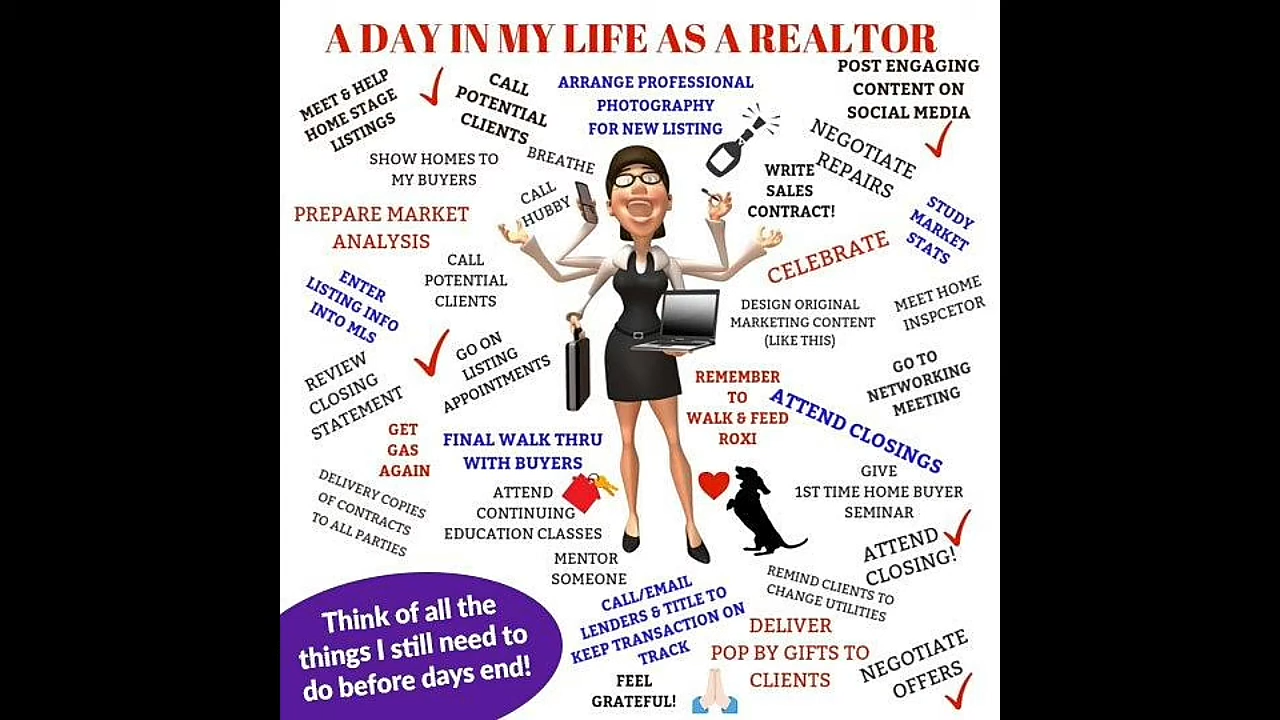 A DAY IN MY LIFE AS A REALTOR
MEET & HELP
HOME STAGE
LISTINGS
CALL
POTENTIAL
CLIENTS
ARRANGE PROFESSIONAL
PHOTOGRAPHY
FOR NEW LISTING
POST ENGAGING
CONTENT ON
SOCIAL MEDIA
SHOW HOMES TO
MY BUYERS
BREATHE
CALL
HUBBY
WRITE
SALES
CONTRACT!
NEGOTIATE
REPAIRS
STUDY
MARKET
STATS
PREPARE MARKET
ANALYSIS
CELEBRATE
ENTER
LISTING INFO
INTO MLS
CALL
POTENTIAL
CLIENTS
DESIGN ORIGINAL
MARKETING CONTENT
(LIKE THIS)
MEET HOME
INSPCETOR
REVIEW
CLOSING
STATEMENT
GO ON
LISTING
APPOINTMENTS
REMEMBER
TO
WALK & FEED
ROXI
GO TO
NETWORKING
MEETING
ATTEND CLOSINGS
GET
GAS
AGAIN
FINAL WALK THRU
WITH BUYERS
DELIVERY COPIES
OF CONTRACTS
TO ALL PARTIES
ATTEND
CONTINUING
EDUCATION CLASSES
GIVE
1ST TIME HOME BUYER
SEMINAR
ATTEND
CLOSING!
MENTOR
SOMEONE
CALL/EMAIL
LENDERS & TITLE TO
KEEP TRANSACTION ON
TRACK
REMIND CLIENTS TO
CHANGE UTILITIES
DELIVER
POP BY GIFTS TO
CLIENTS
NEGOTIATE
OFFERS
FEEL
GRATEFUL!
Think of all the
things I still need to
do before days end!